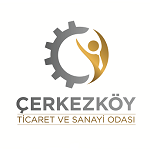 ÇERKEZKÖY
TİCARET VE SANAYİ ODASI